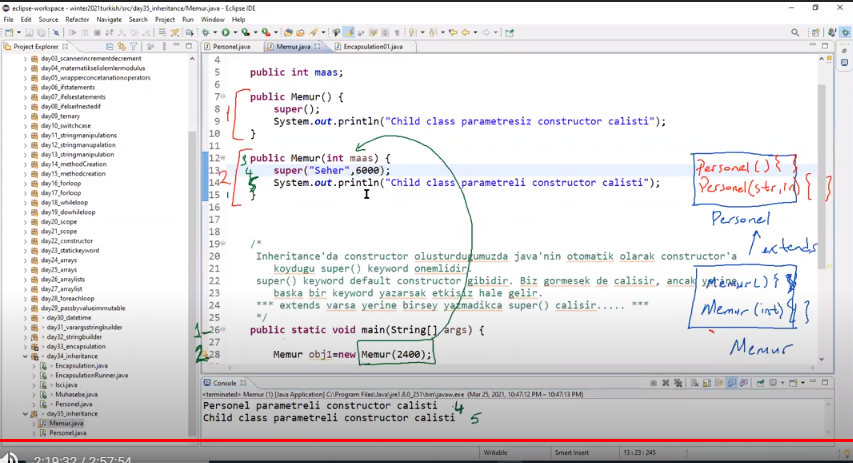 eclipse-workspace - winter2021turkish/src/day35_inheritance/Memur.java - Eclipse IDE
File Edit Source Refactor Navigate Search Project Run Window Help
Project Explorer
Personel.java Memur.java Encapsulation01.java
day03_scannerincrementdecrement
day04_matematikselislemlermodulus
day05_wrapperconcetanoperators
day06_ifstatements
day07_ifelseifnestedif
day09_ternary
day10_switchcase
day11_stringmanipulations
day12_stringmanupulation
day13_stringmanipulations
day14_methodCreation
day15_methodCreation
day16_forloop
day17_forloop
day18_whileloop
day19_dowhileloop
day20_scope
day21_scope
day22_constructor
day23_statickeyword
day24_arrays
day25_arrays
day26_arraylists
day27_arraylist
day28_foreachloop
day29_passbyvalueimmutable
day30_datetime
day31_varargsstringbuilder
day32_stringbuilder
day33_encapsulation
day34_inheritance
Encapsulation.java
EncapsulationRunner.java
Isci.java
Muhasebe.java
Personel.java
day35_inheritance
Memur.java
Personel.java
4
5 public int maas;
6
7 public Memur() {
8 super();
9 System.out.println("Child class parametresiz constructor calisti");
10 }
11
12 public Memur(int maas) {
13 super("Seher",6000);
14 System.out.println("Child class parametreli constructor calisti");
15 }
16
17
18
19 /*
20 Inheritance'da constructor olusturdugumuzda java'nin otomatik olarak constructor'a
21 koydugu super() keyword onemlidir.
22 super() keyword default constructor gibidir. Biz gormesek de calisir, ancak yerine
23 baska bir keyword yazarsak etkisiz hale gelir.
24 *** extends varsa yerine birsey yazmadikca super() calisir..... ***
25 */
26 public static void main(String[] args) {
27
28 Memur obj1=new Memur(2400);
1
2
3
4
5
1
2
Personel() { }
Personel(str,int) { }
Personel
extends
Memur() { }
Memur (int) { }
Memur
Console
<terminated> Memur (1) [Java Application] C:\Program Files\Java\jre1.8.0_251\bin\javaw.exe (Mar 25, 2021, 10:47:12 PM – 10:47:13 PM)
Personel parametreli constructor calisti 4
Child class parametreli constructor calisti 5
Writable Smart Insert 13 : 23 : 245
2:19:32 / 2:57:54